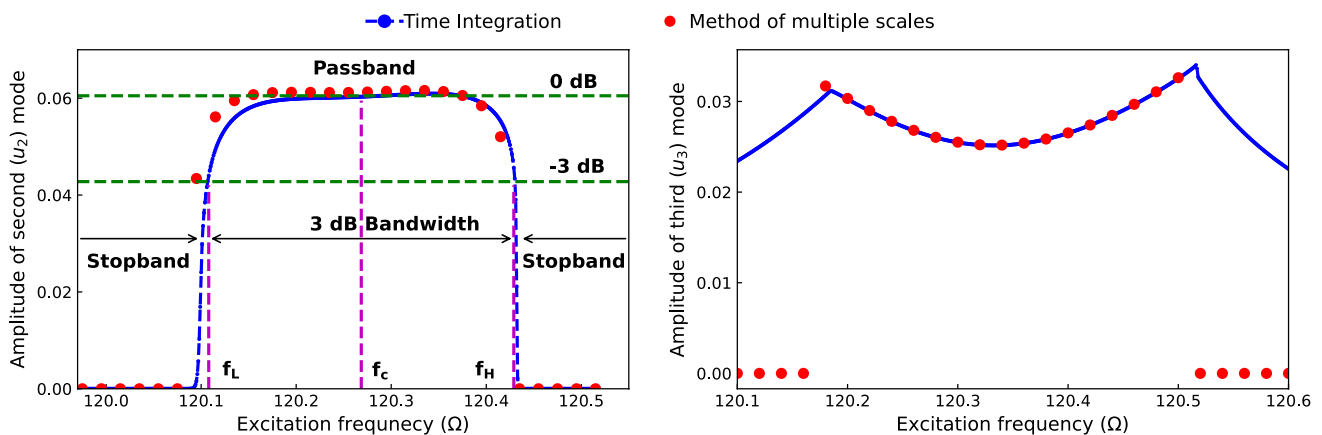 Time Integration
Method of multiple scales
Amplitude of second (u₂) mode
0.06
0.04
0.02
0.00
Passband
0 dB
-3 dB
3 dB Bandwidth
Stopband
Stopband
f_L
f_c
f_H
120.0 120.1 120.2 120.3 120.4 120.5
Excitation frequnecy (Ω)
Amplitude of third (u₃) mode
0.03
0.02
0.01
0.00
120.1 120.2 120.3 120.4 120.5 120.6
Excitation frequency (Ω)